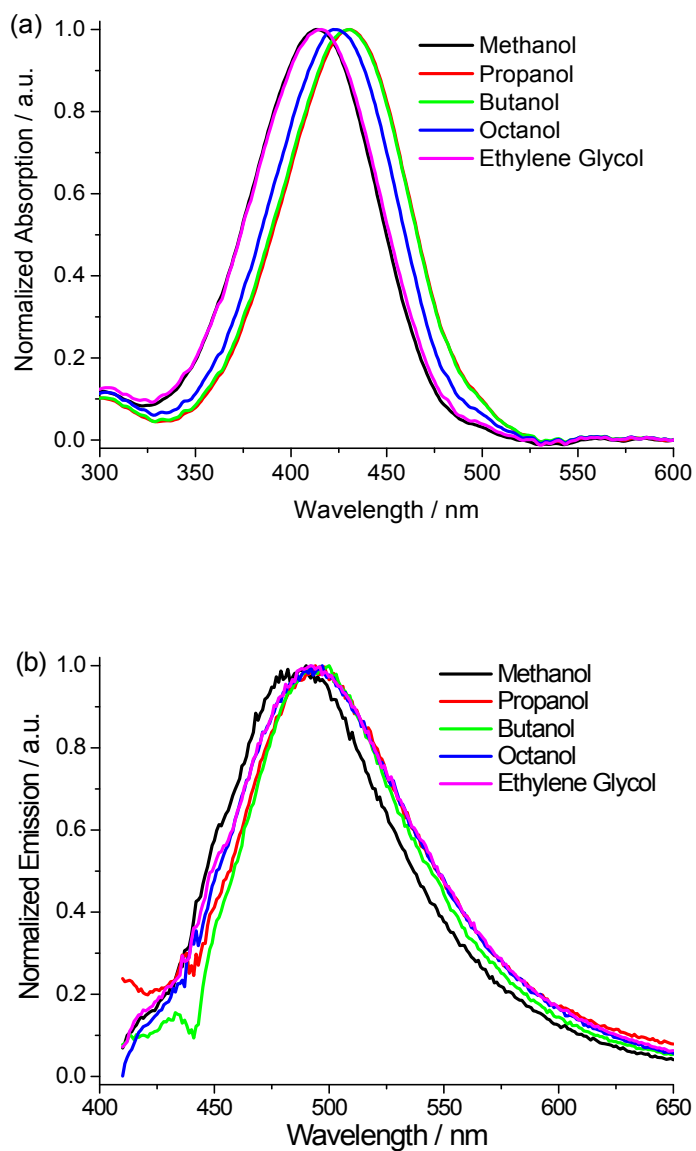 (a)
1.0
0.8
0.6
0.4
0.2
0.0
Normalized Absorption / a.u.
Methanol
Propanol
Butanol
Octanol
Ethylene Glycol
300 350 400 450 500 550 600
Wavelength / nm
(b)
1.0
0.8
0.6
0.4
0.2
0.0
Normalized Emission / a.u.
Methanol
Propanol
Butanol
Octanol
Ethylene Glycol
400 450 500 550 600 650
Wavelength / nm